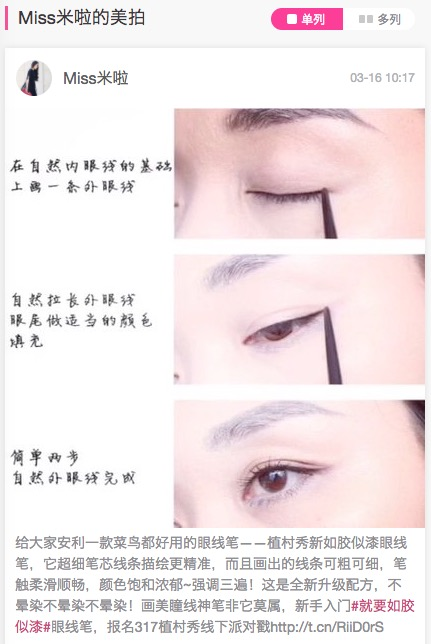 Miss米啦的美拍
单列
多列
Miss米啦
03-16 10:17
在自然内眼线的基础
上画一条外眼线
自然拉长外眼线
眼尾做适当的颜色
填充
简单两步
自然外眼线完成
给大家安利一款菜鸟都好用的眼线笔——植村秀新如胶似漆眼线
笔，它超细笔芯线条描绘更精准，而且画出的线条可粗可细，笔
触柔滑顺畅，颜色饱和浓郁~强调三遍！这是全新升级配方，不
晕染不晕染不晕染！画美瞳线神笔非它莫属，新手入门#就要如胶
似漆#眼线笔，报名317植村秀线下派对戳http://t.cn/RiiD0rS